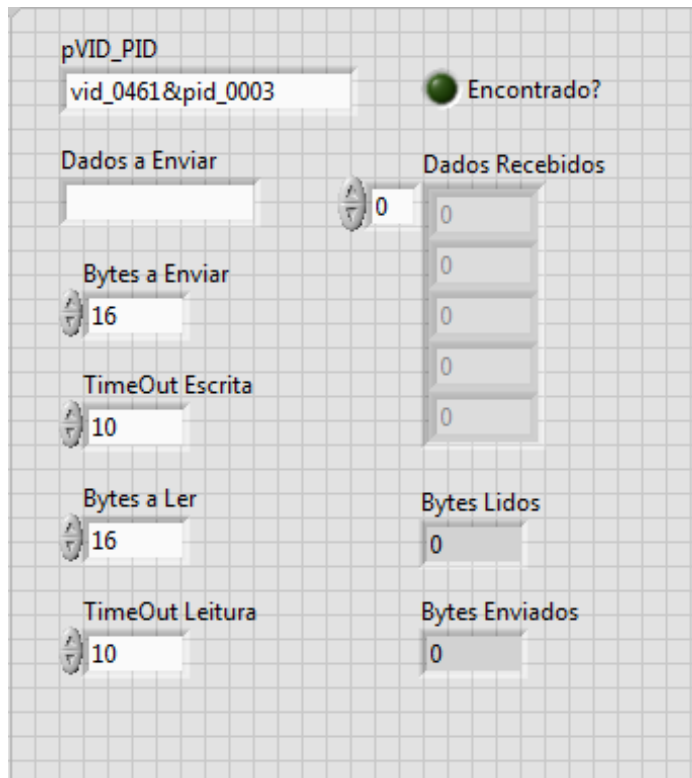 pVID_PID
vid_0461&pid_0003
Encontrado?
Dados a Enviar
Dados Recebidos
0
0
0
0
0
0
Bytes a Enviar
16
TimeOut Escrita
10
Bytes a Ler
16
Bytes Lidos
0
TimeOut Leitura
10
Bytes Enviados
0